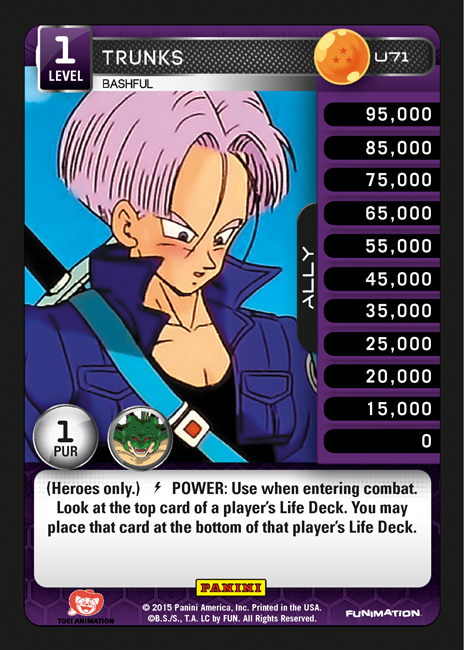 1
LEVEL
TRUNKS
U71
BASHFUL
95,000
85,000
75,000
65,000
55,000
45,000
35,000
25,000
20,000
15,000
0
ALLY
1
PUR
(Heroes only.) POWER: Use when entering combat.
Look at the top card of a player's Life Deck. You may
place that card at the bottom of that player's Life Deck.
PANINI
TOEI ANIMATION
© 2015 Panini America, Inc. Printed in the USA.
©B.S./S., T.A. LC by FUN. All Rights Reserved.
FUNIMATION